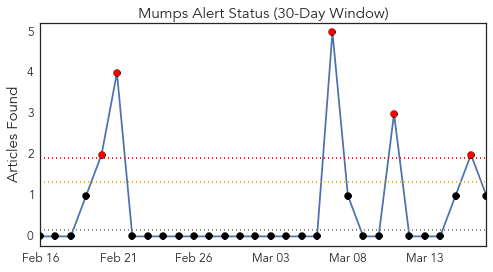 Mumps Alert Status (30-Day Window)
Articles Found
5
4
3
2
1
0
Feb 16
Feb 21
Feb 26
Mar 03
Mar 08
Mar 13